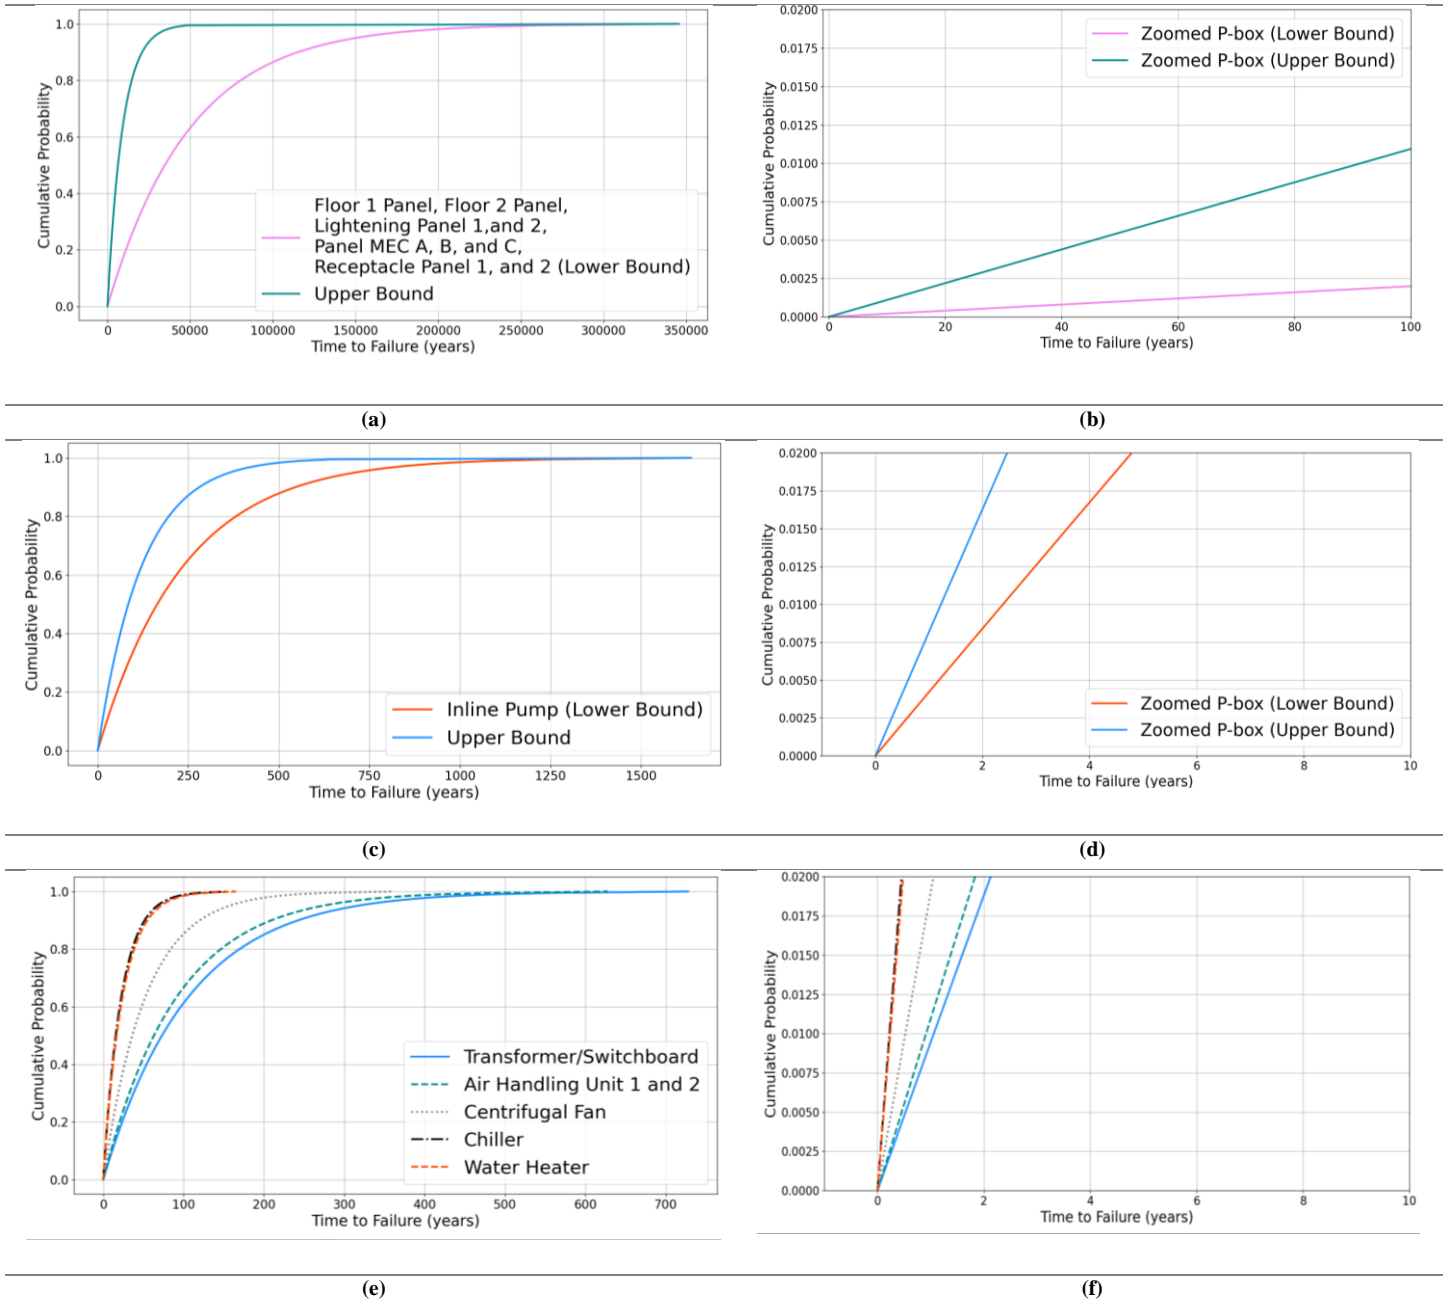 1.0
0.8
0.6
0.4
0.2
0.0
Cumulative Probability
Floor 1 Panel, Floor 2 Panel,
Lightening Panel 1,and 2,
Panel MEC A, B, and C,
Receptacle Panel 1, and 2 (Lower Bound)
Upper Bound
0 50000 100000 150000 200000 250000 300000 350000
Time to Failure (years)
(a)
0.0200
0.0175
0.0150
0.0125
0.0100
0.0075
0.0050
0.0025
0.0000
Cumulative Probability
Zoomed P-box (Lower Bound)
Zoomed P-box (Upper Bound)
0 20 40 60 80 100
Time to Failure (years)
(b)
1.0
0.8
0.6
0.4
0.2
0.0
Cumulative Probability
Inline Pump (Lower Bound)
Upper Bound
0 250 500 750 1000 1250 1500
Time to Failure (years)
(c)
0.0200
0.0175
0.0150
0.0125
0.0100
0.0075
0.0050
0.0025
0.0000
Cumulative Probability
Zoomed P-box (Lower Bound)
Zoomed P-box (Upper Bound)
0 2 4 6 8 10
Time to Failure (years)
(d)
1.0
0.8
0.6
0.4
0.2
0.0
Cumulative Probability
Transformer/Switchboard
Air Handling Unit 1 and 2
Centrifugal Fan
Chiller
Water Heater
0 100 200 300 400 500 600 700
Time to Failure (years)
(e)
0.0200
0.0175
0.0150
0.0125
0.0100
0.0075
0.0050
0.0025
0.0000
Cumulative Probability
0 2 4 6 8 10
Time to Failure (years)
(f)